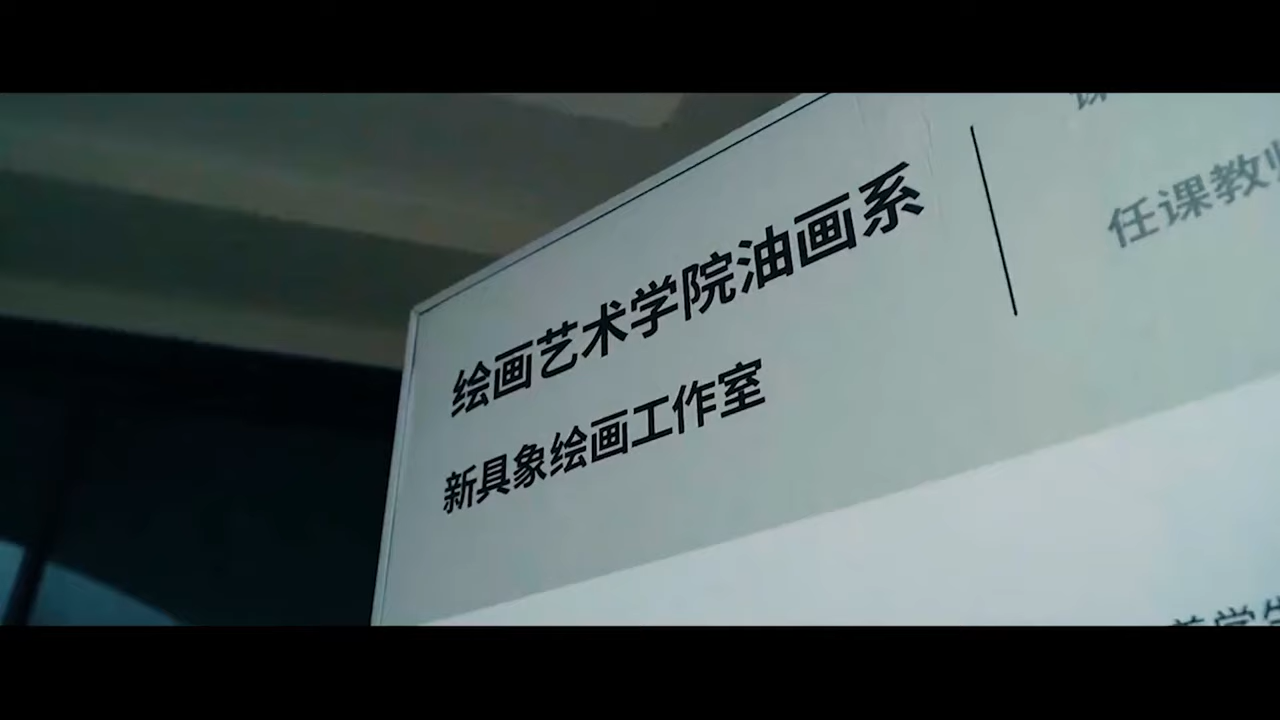 绘画艺术学院油画系
新具象绘画工作室
任课教师